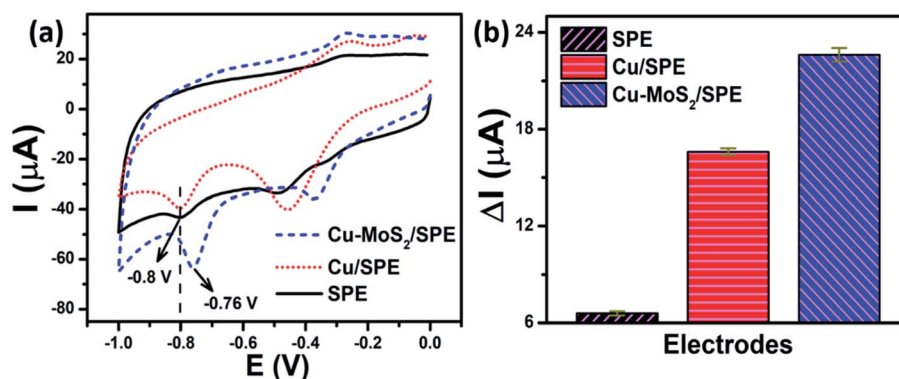 (a)
I (µA)
20
0
-20
-40
-60
-80
-0.8 V
-0.76 V
Cu-MoS₂/SPE
Cu/SPE
SPE
-1.0 -0.8 -0.6 -0.4 -0.2 0.0
E (V)
(b)
ΔI (µA)
24
18
12
6
SPE
Cu/SPE
Cu-MoS₂/SPE
Electrodes